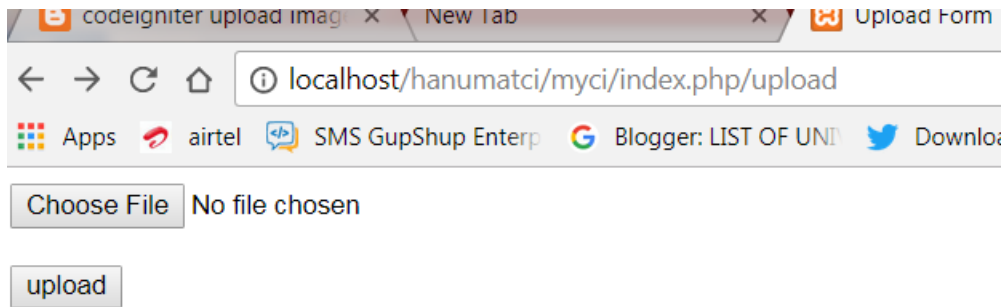 codeigniter upload imag
New Tab
Upload Form
localhost/hanumatci/myci/index.php/upload
Apps airtel SMS GupShup Enterp Blogger: LIST OF UNI Downloa
Choose File No file chosen
upload